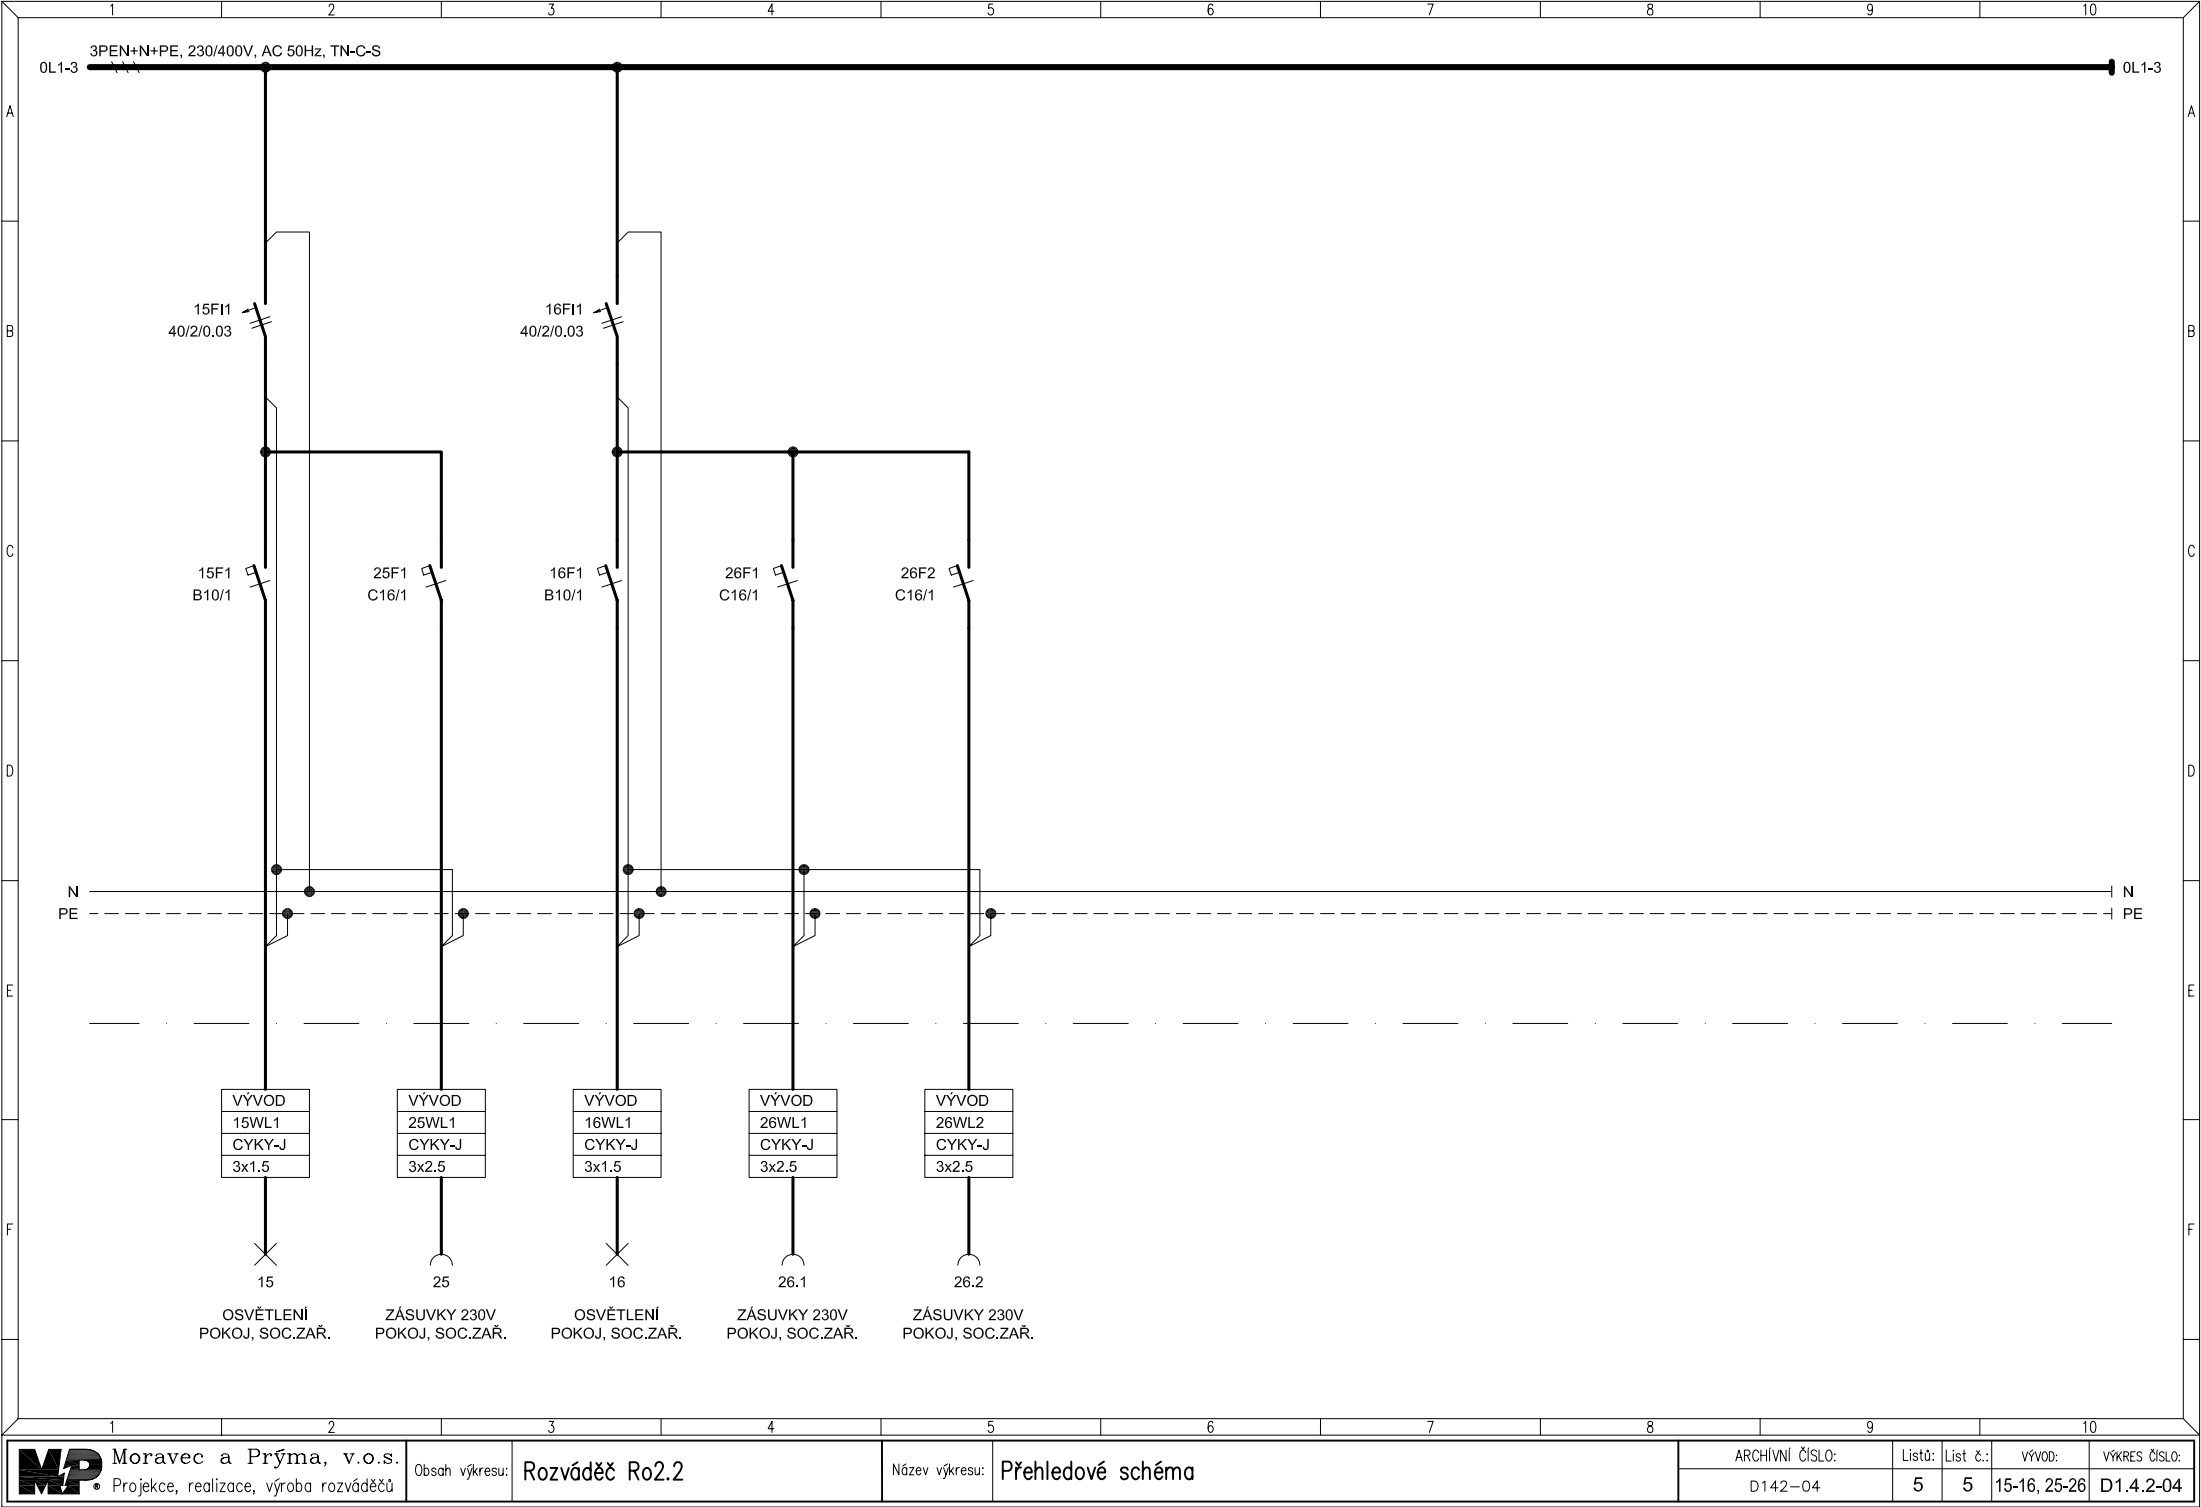 1 2 3 4 5 6 7 8 9 10
3PEN+N+PE, 230/400V, AC 50Hz, TN-C-S
0L1-3 0L1-3
A A
15FI1 16FI1
40/2/0.03 40/2/0.03
B B
C C
15F1 25F1 16F1 26F1 26F2
B10/1 C16/1 B10/1 C16/1 C16/1
D D
N N
PE PE
E E
VÝVOD VÝVOD VÝVOD VÝVOD VÝVOD
15WL1 25WL1 16WL1 26WL1 26WL2
CYKY-J CYKY-J CYKY-J CYKY-J CYKY-J
3x1.5 3x2.5 3x1.5 3x2.5 3x2.5
F F
15 25 16 26.1 26.2
OSVĚTLENÍ ZÁSUVKY 230V OSVĚTLENÍ ZÁSUVKY 230V ZÁSUVKY 230V
POKOJ, SOC.ZAŘ. POKOJ, SOC.ZAŘ. POKOJ, SOC.ZAŘ. POKOJ, SOC.ZAŘ. POKOJ, SOC.ZAŘ.
1 2 3 4 5 6 7 8 9 10
MP
Moravec a Prýma, v.o.s.
Projekce, realizace, výroba rozváděčů
Obsah výkresu: Rozváděč Ro2.2
Název výkresu: Přehledové schéma
ARCHÍVNÍ ČÍSLO: Listů: List č.: VÝVOD: VÝKRES ČÍSLO:
D142-04 5 5 15-16, 25-26 D1.4.2-04